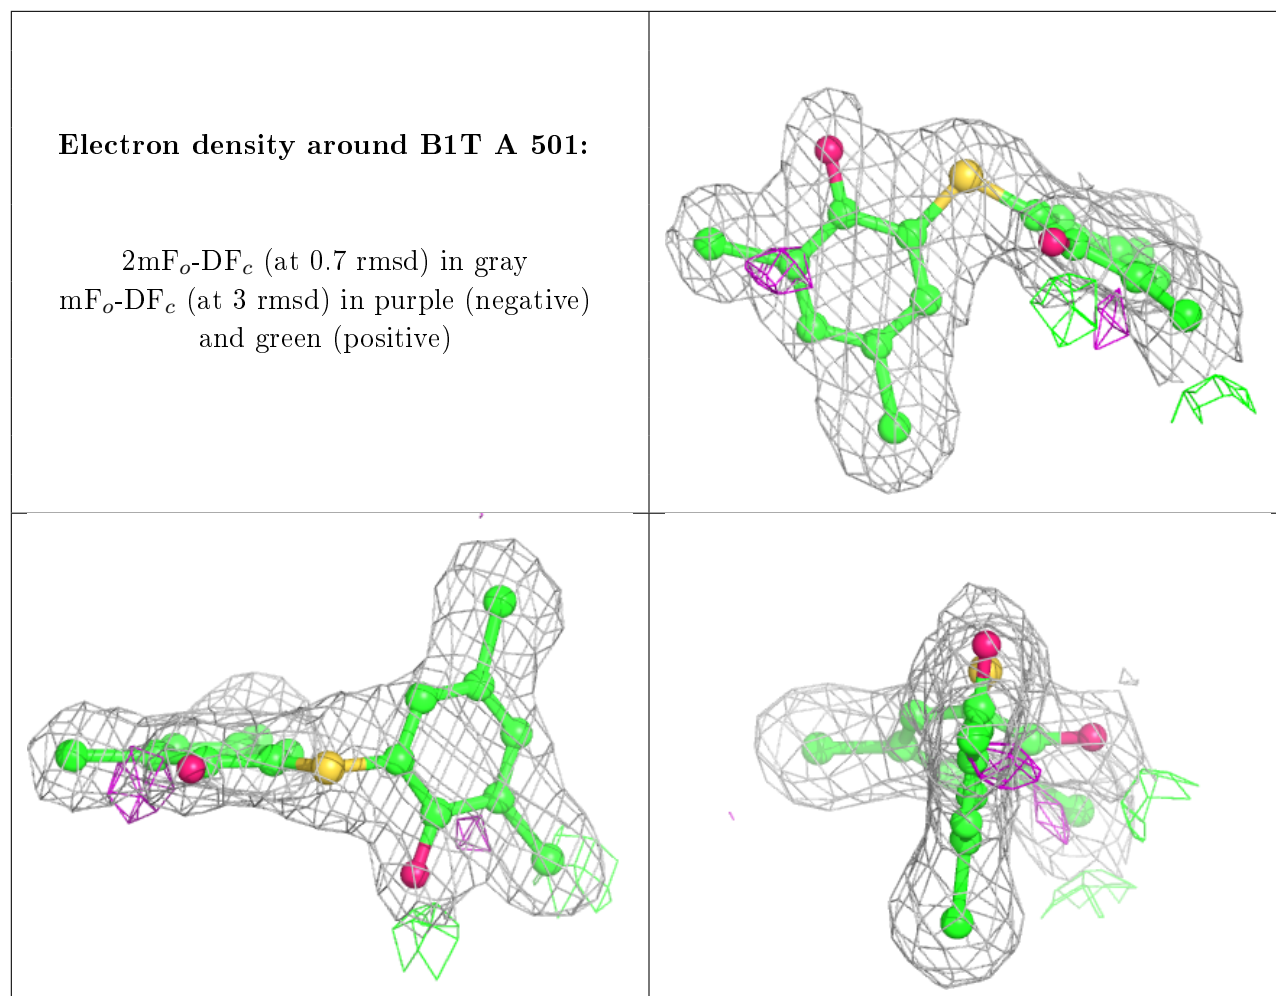 Electron density around B1T A 501:
2mFo-DFc (at 0.7 rmsd) in gray
mFo-DFc (at 3 rmsd) in purple (negative)
and green (positive)